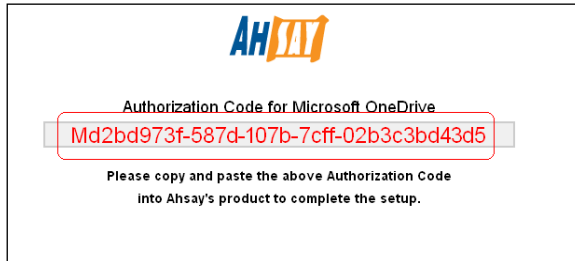 AHSAY
Authorization Code for Microsoft OneDrive
Md2bd973f-587d-107b-7cff-02b3c3bd43d5
Please copy and paste the above Authorization Code
into Ahsay's product to complete the setup.